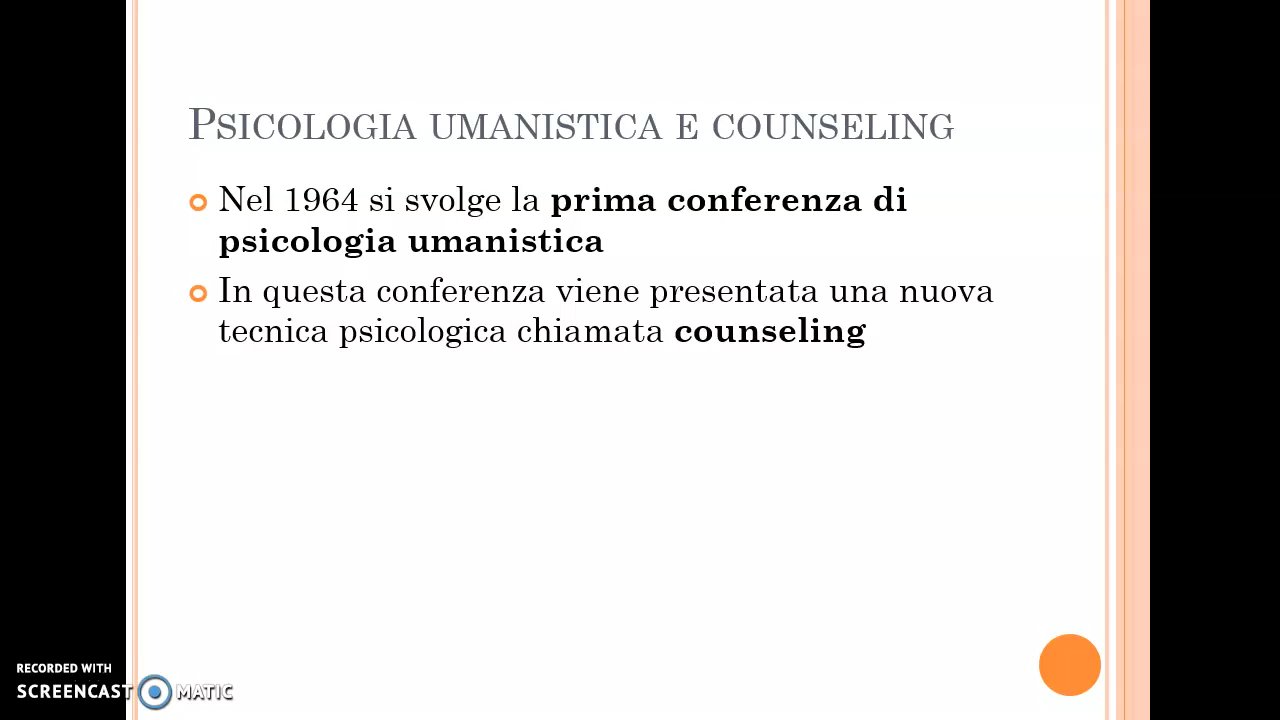 PSICOLOGIA UMANISTICA E COUNSELING
Nel 1964 si svolge la prima conferenza di
psicologia umanistica
In questa conferenza viene presentata una nuova
tecnica psicologica chiamata counseling
RECORDED WITH
SCREENCAST MATIC